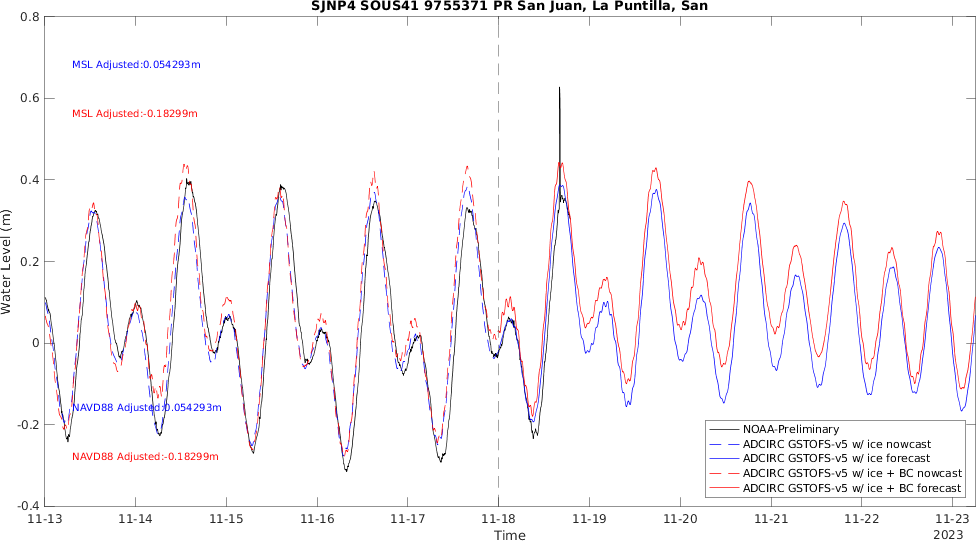 SJNP4 SOUS41 9755371 PR San Juan, La Puntilla, San
0.8
0.6
0.4
0.2
0
-0.2
-0.4
Water Level (m)
MSL Adjusted:0.054293m
MSL Adjusted:-0.18299m
NAVD88 Adjusted:0.054293m
NAVD88 Adjusted:-0.18299m
NOAA-Preliminary
ADCIRC GSTOFS-v5 w/ ice nowcast
ADCIRC GSTOFS-v5 w/ ice forecast
ADCIRC GSTOFS-v5 w/ ice + BC nowcast
ADCIRC GSTOFS-v5 w/ ice + BC forecast
11-13 11-14 11-15 11-16 11-17 11-18 11-19 11-20 11-21 11-22 11-23
Time
2023